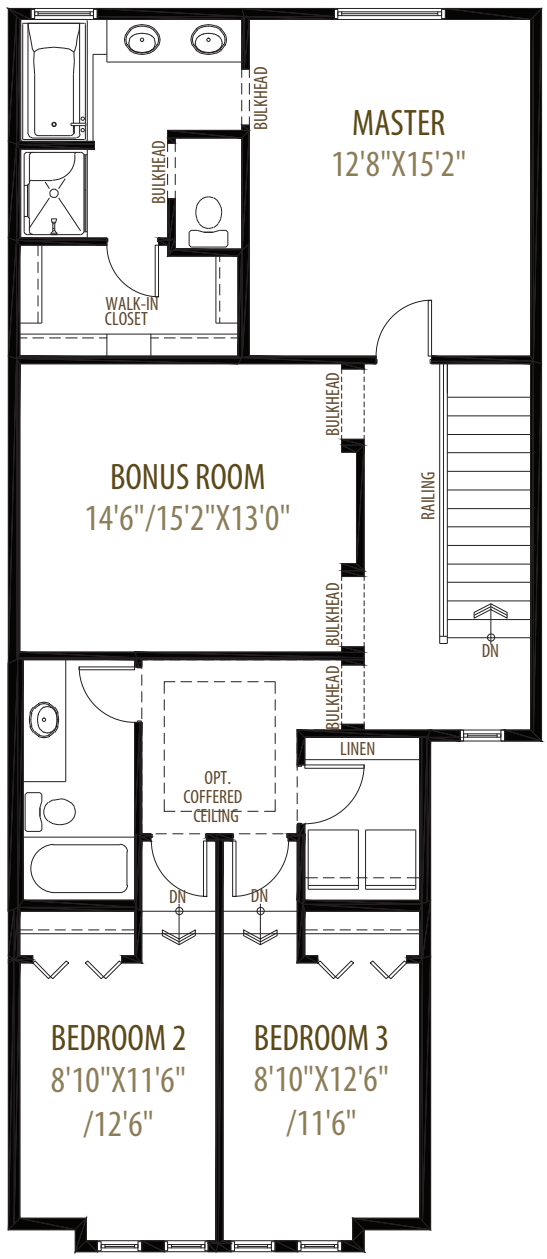 BULKHEAD
MASTER
12'8"X15'2"
BULKHEAD
WALK-IN
CLOSET
BULKHEAD
BONUS ROOM
14'6"/15'2"X13'0"
RAILING
BULKHEAD
DN
BULKHEAD
LINEN
OPT.
COFFERED
CEILING
DN
DN
BEDROOM 2
8'10"X11'6"
/12'6"
BEDROOM 3
8'10"X12'6"
/11'6"